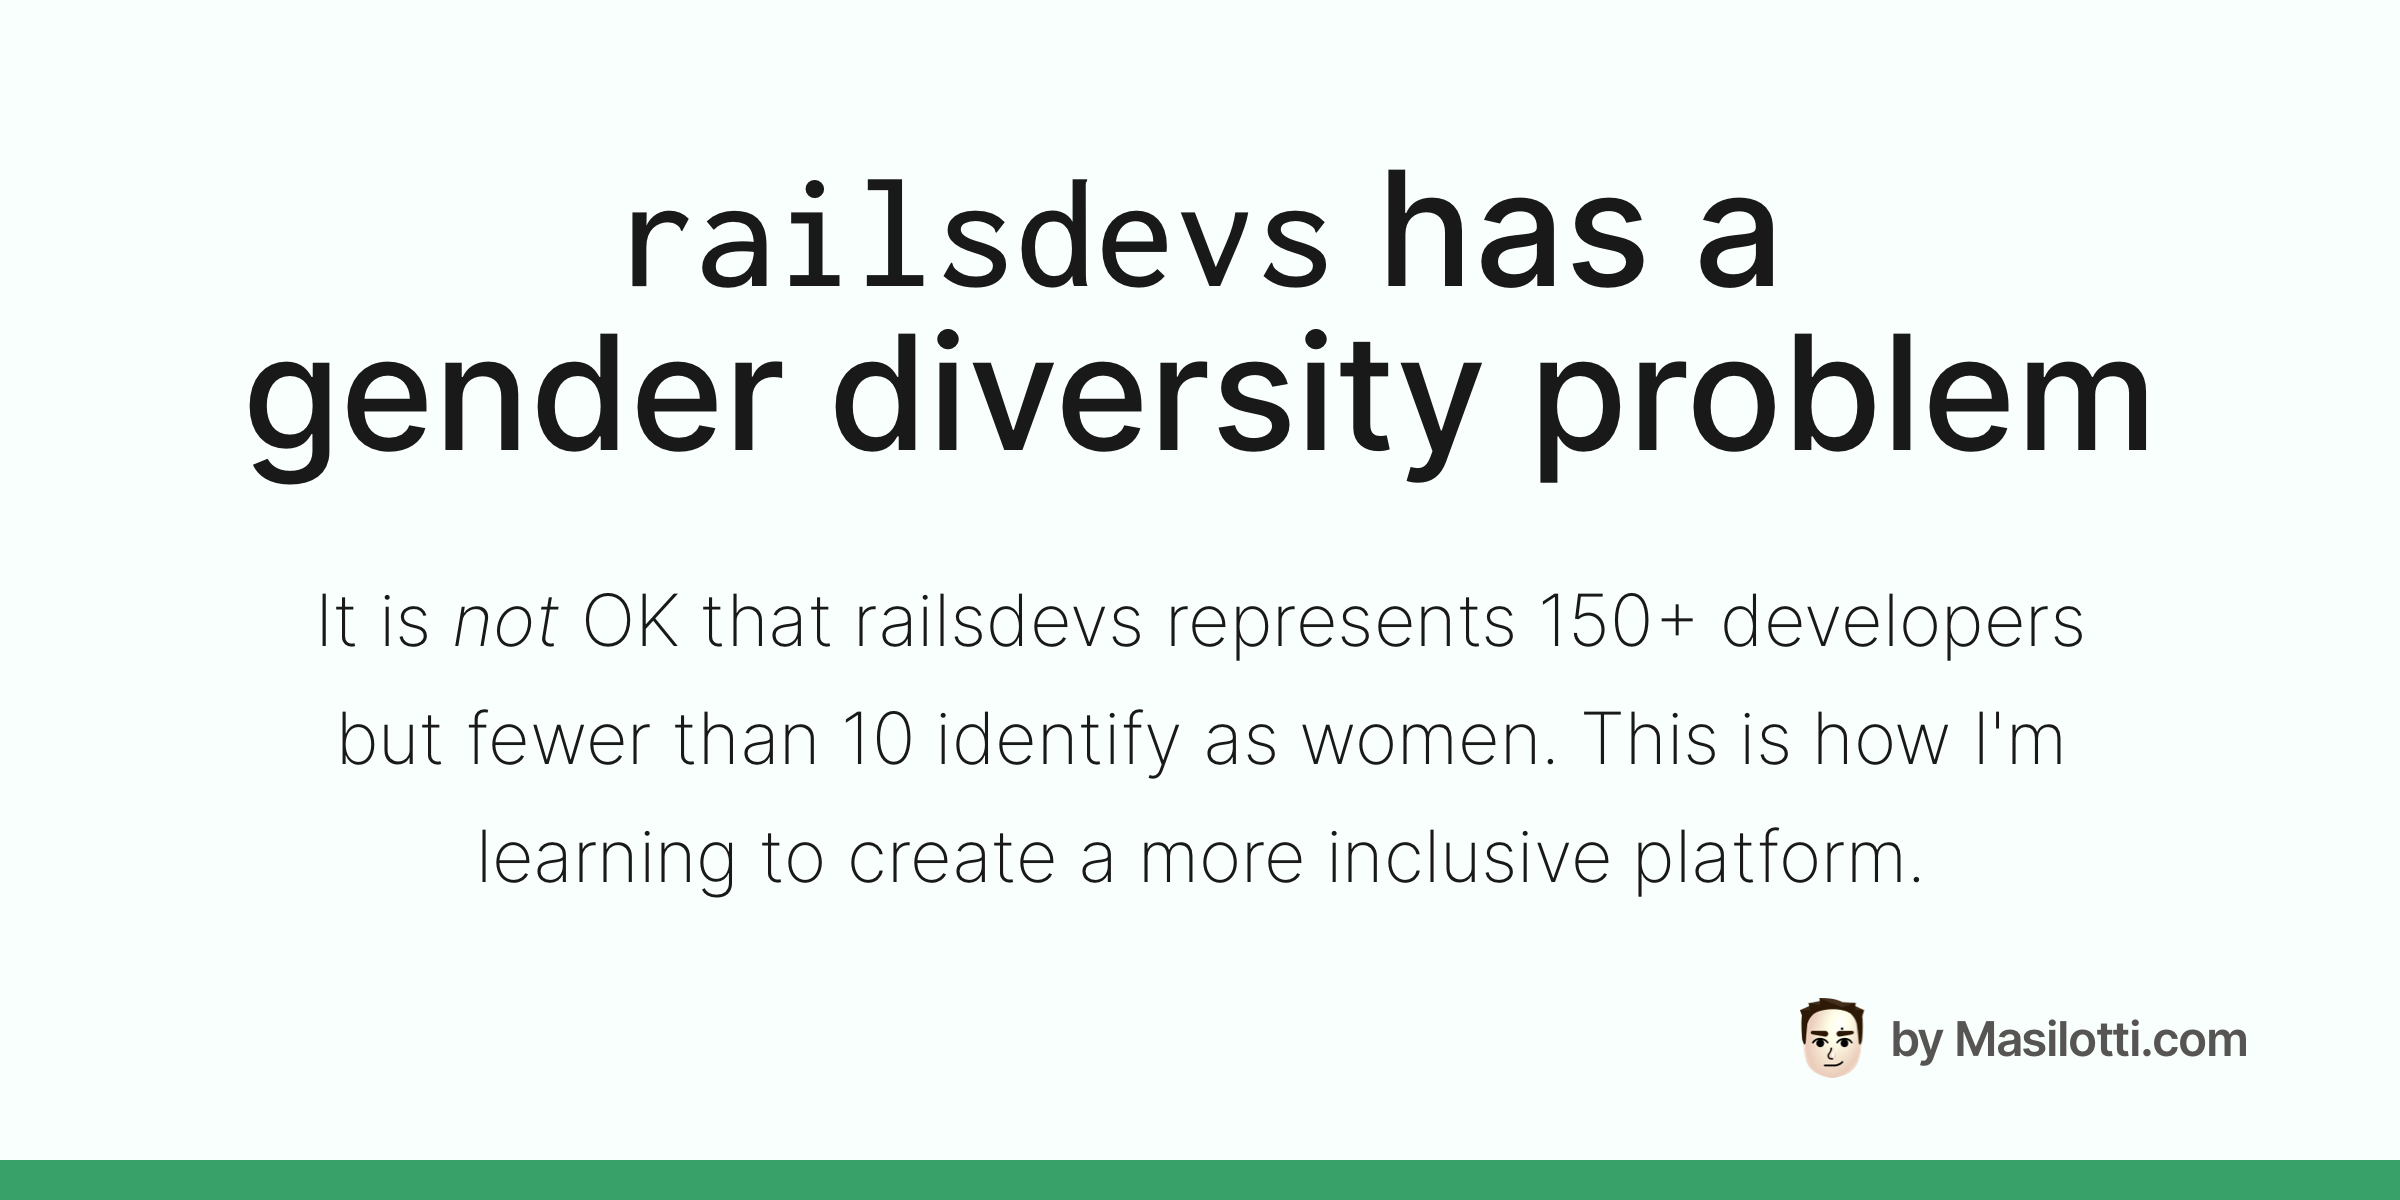 railsdevs has a
gender diversity problem
It is not OK that railsdevs represents 150+ developers
but fewer than 10 identify as women. This is how I'm
learning to create a more inclusive platform.
by Masilotti.com